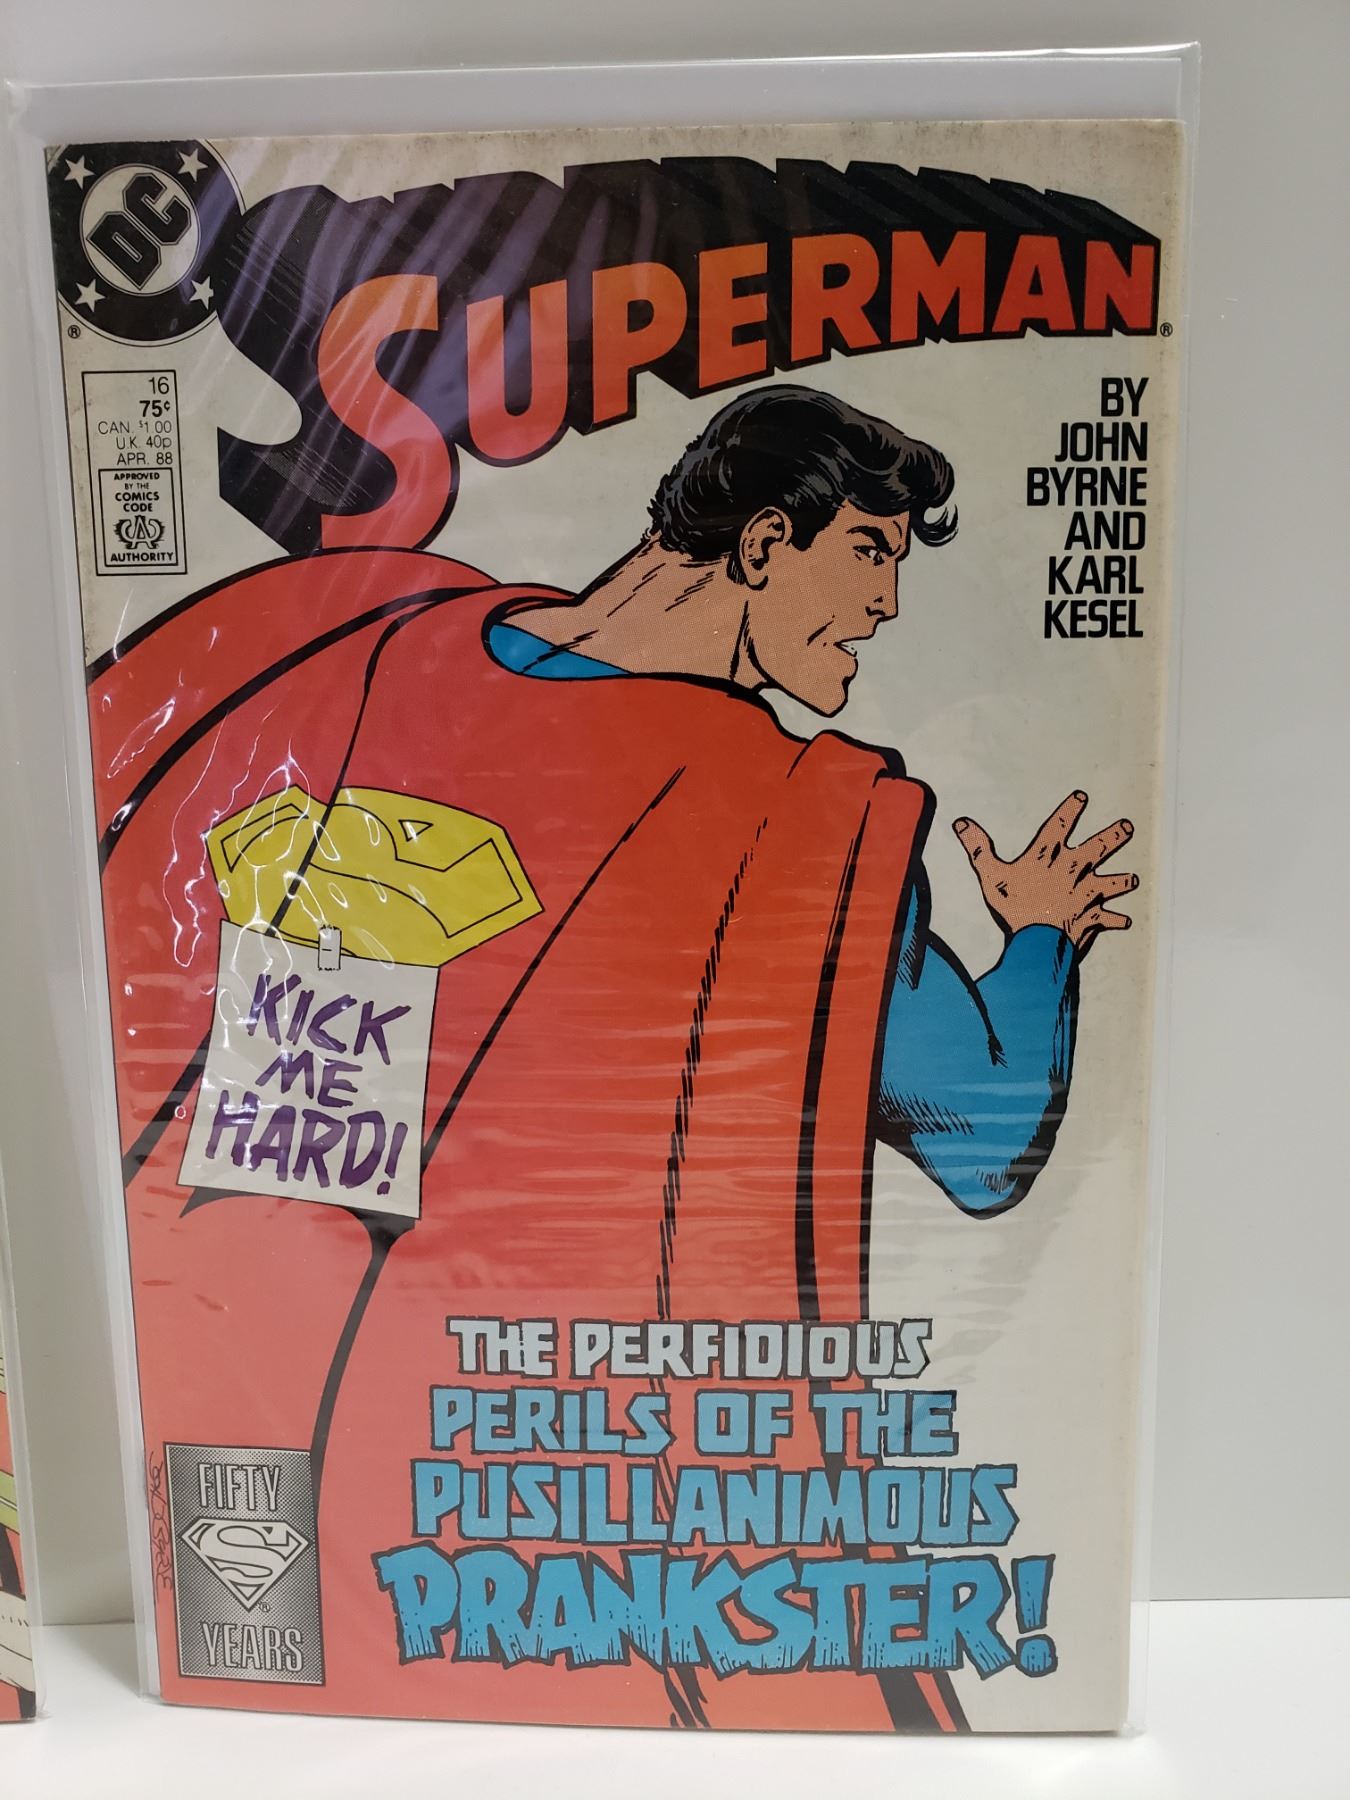 DC
SUPERMAN
®
®
16
75¢
CAN. $1.00
U.K. 40p
APR. 88
APPROVED
BY THE
COMICS
CODE
A
AUTHORITY
BY
JOHN
BYRNE
AND
KARL
KESEL
KICK
ME
HARD!
THE PERFIDIOUS
PERILS OF THE
PUSILLANIMOUS
PRANKSTER!
FIFTY
S
®
YEARS